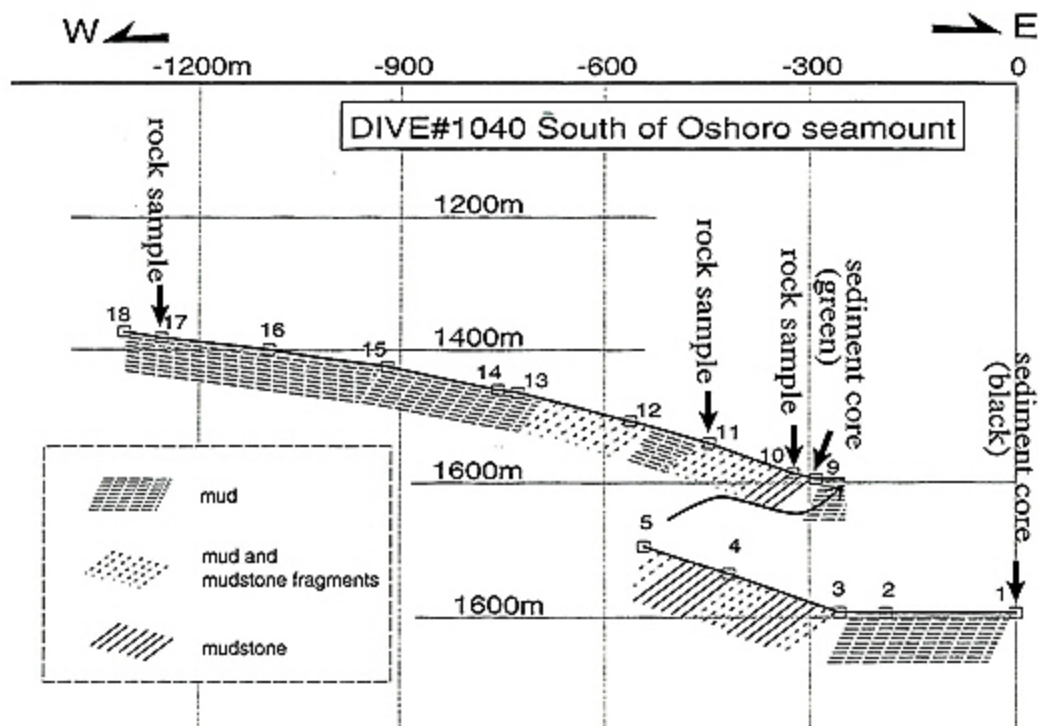 W E
-1200m -900 -600 -300 0
DIVE#1040 South of Oshoro seamount
rock sample
1200m
rock sample
rock sample
sediment core
(green)
sediment core
(black)
18 17 16 15 14 13 12 11 10 9
1400m
1600m
5 4 3 2 1
1600m
mud
mud and
mudstone fragments
mudstone